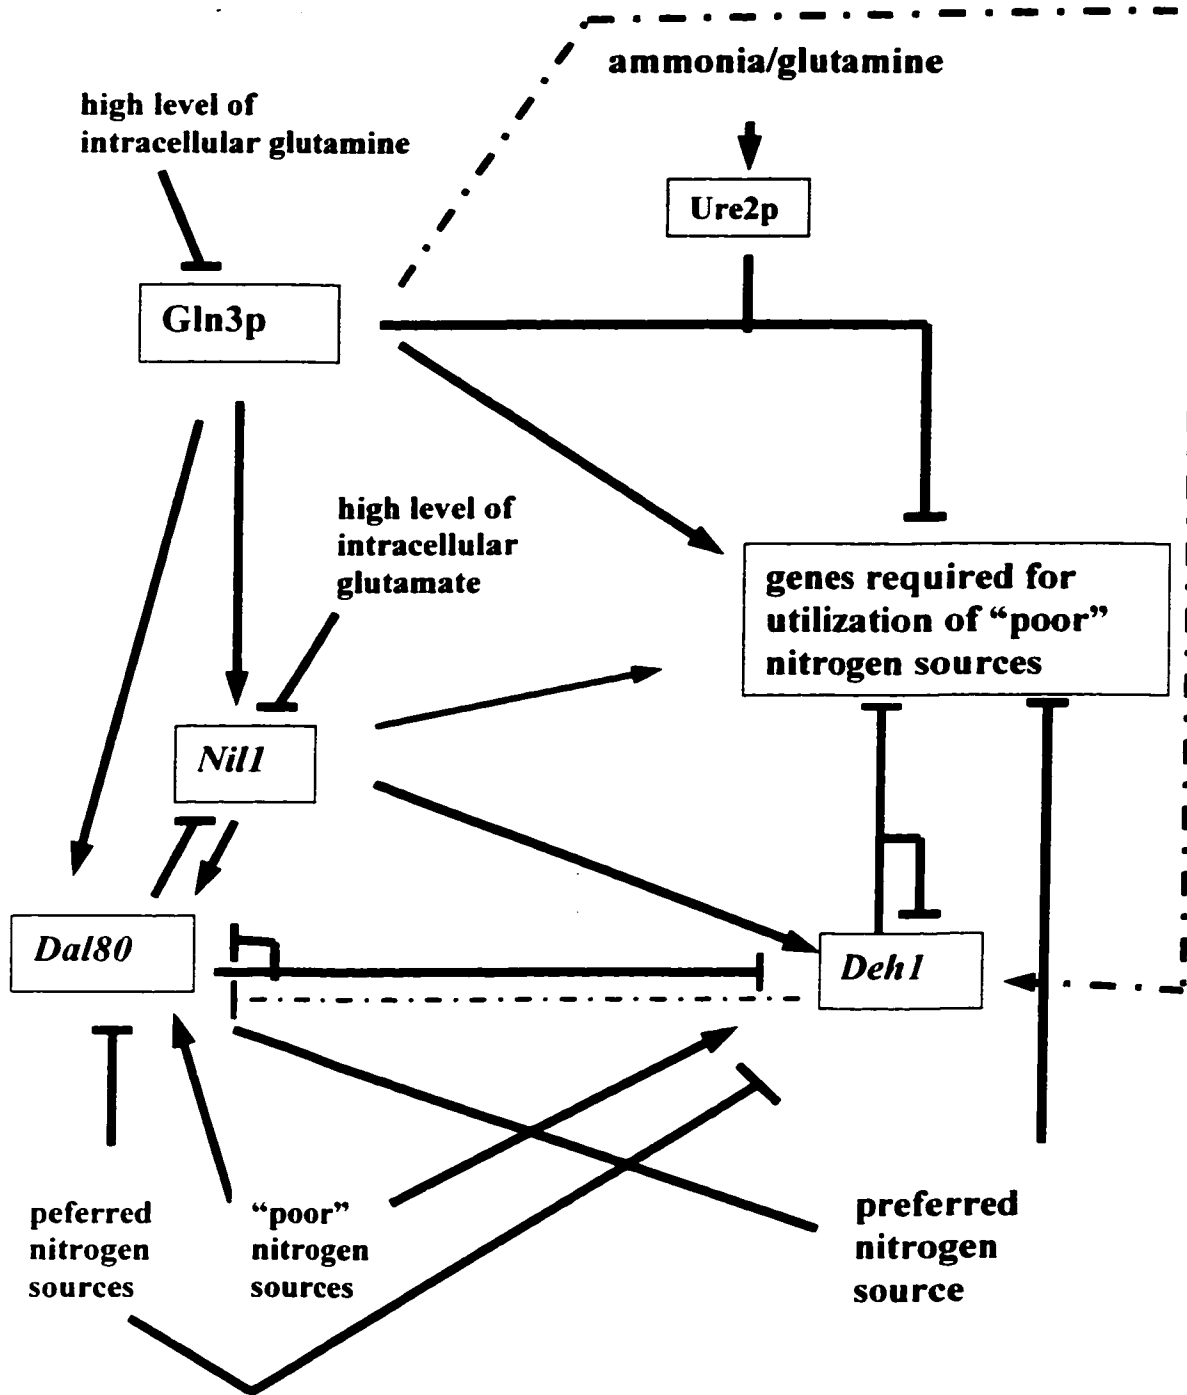 ammonia/glutamine
high level of
intracellular glutamine
Ure2p
Gln3p
high level of
intracellular
glutamate
genes required for
utilization of “poor”
nitrogen sources
Nil1
Dal80
Deh1
peferred
nitrogen
sources
“poor”
nitrogen
sources
preferred
nitrogen
source